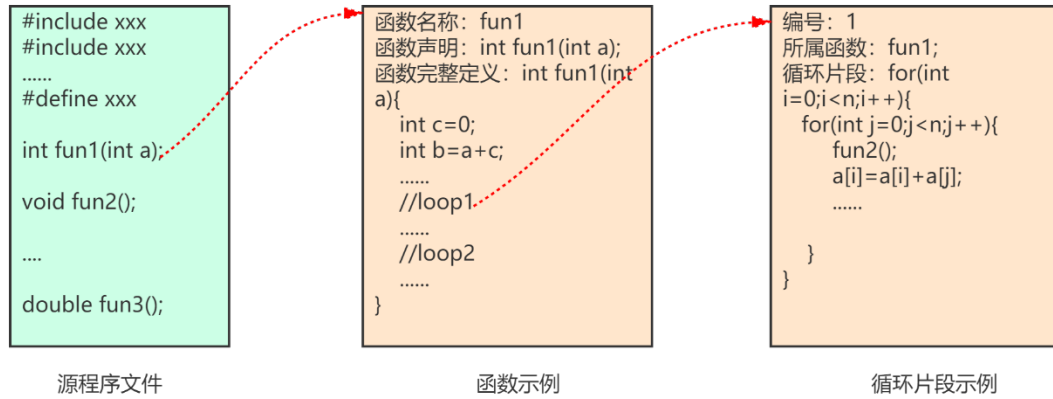 #include xxx
#include xxx
......
#define xxx
int fun1(int a);
void fun2();
....
double fun3();
源程序文件
函数名称：fun1
函数声明：int fun1(int a);
函数完整定义：int fun1(int
a){
int c=0;
int b=a+c;
......
//loop1
......
//loop2
......
}
函数示例
编号：1
所属函数：fun1;
循环片段：for(int
i=0;i<n;i++){
for(int j=0;j<n;j++){
fun2();
a[i]=a[i]+a[j];
......
}
}
循环片段示例